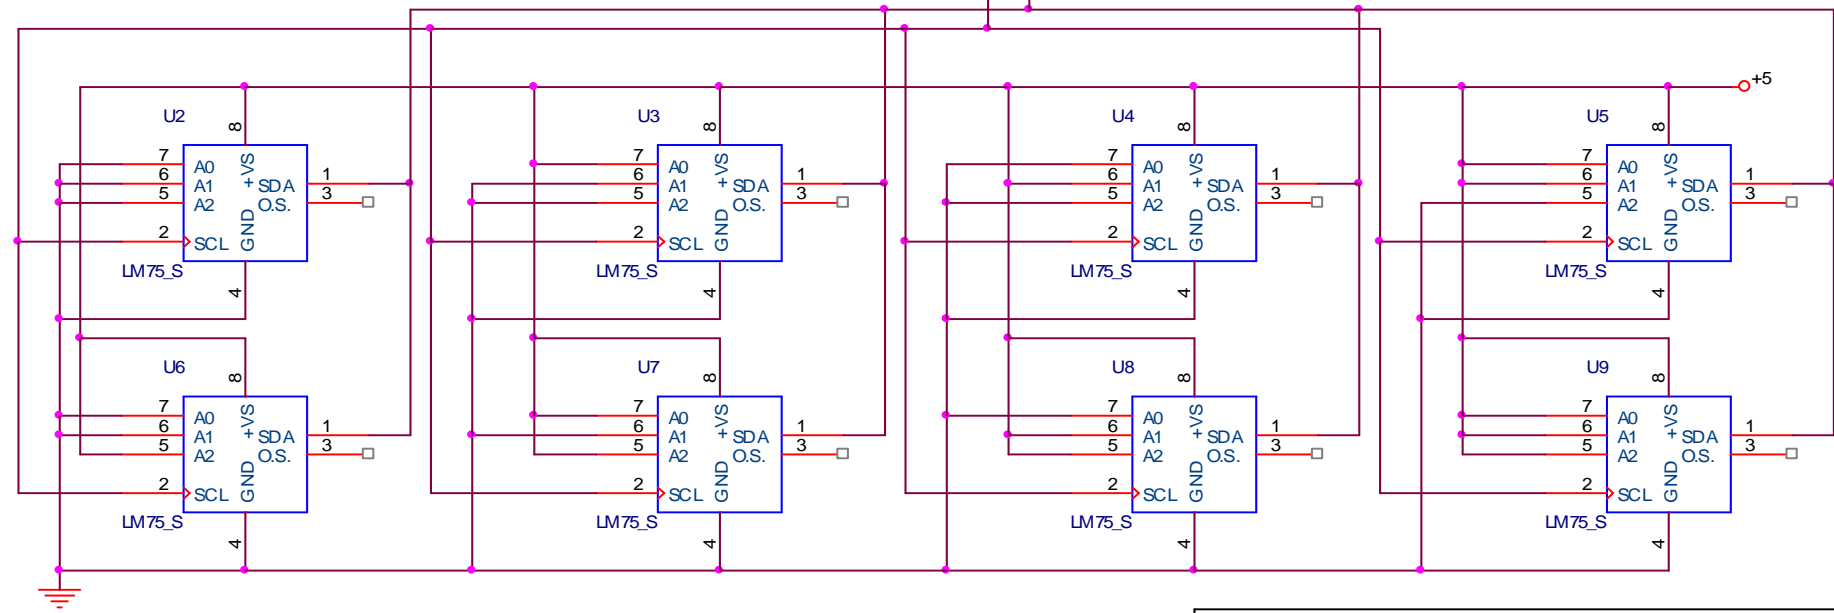 +5
U2 U3 U4 U5
8 8 8 8
7 A0 +VS 7 A0 +VS 7 A0 +VS 7 A0 +VS
6 A1 SDA 1 6 A1 SDA 1 6 A1 SDA 1 6 A1 SDA 1
5 A2 O.S. 3 5 A2 O.S. 3 5 A2 O.S. 3 5 A2 O.S. 3
2 SCL GND 2 SCL GND 2 SCL GND 2 SCL GND
LM75_S LM75_S LM75_S LM75_S
4 4 4 4
U6 U7 U8 U9
8 8 8 8
7 A0 +VS 7 A0 +VS 7 A0 +VS 7 A0 +VS
6 A1 SDA 1 6 A1 SDA 1 6 A1 SDA 1 6 A1 SDA 1
5 A2 O.S. 3 5 A2 O.S. 3 5 A2 O.S. 3 5 A2 O.S. 3
2 SCL GND 2 SCL GND 2 SCL GND 2 SCL GND
LM75_S LM75_S LM75_S LM75_S
4 4 4 4